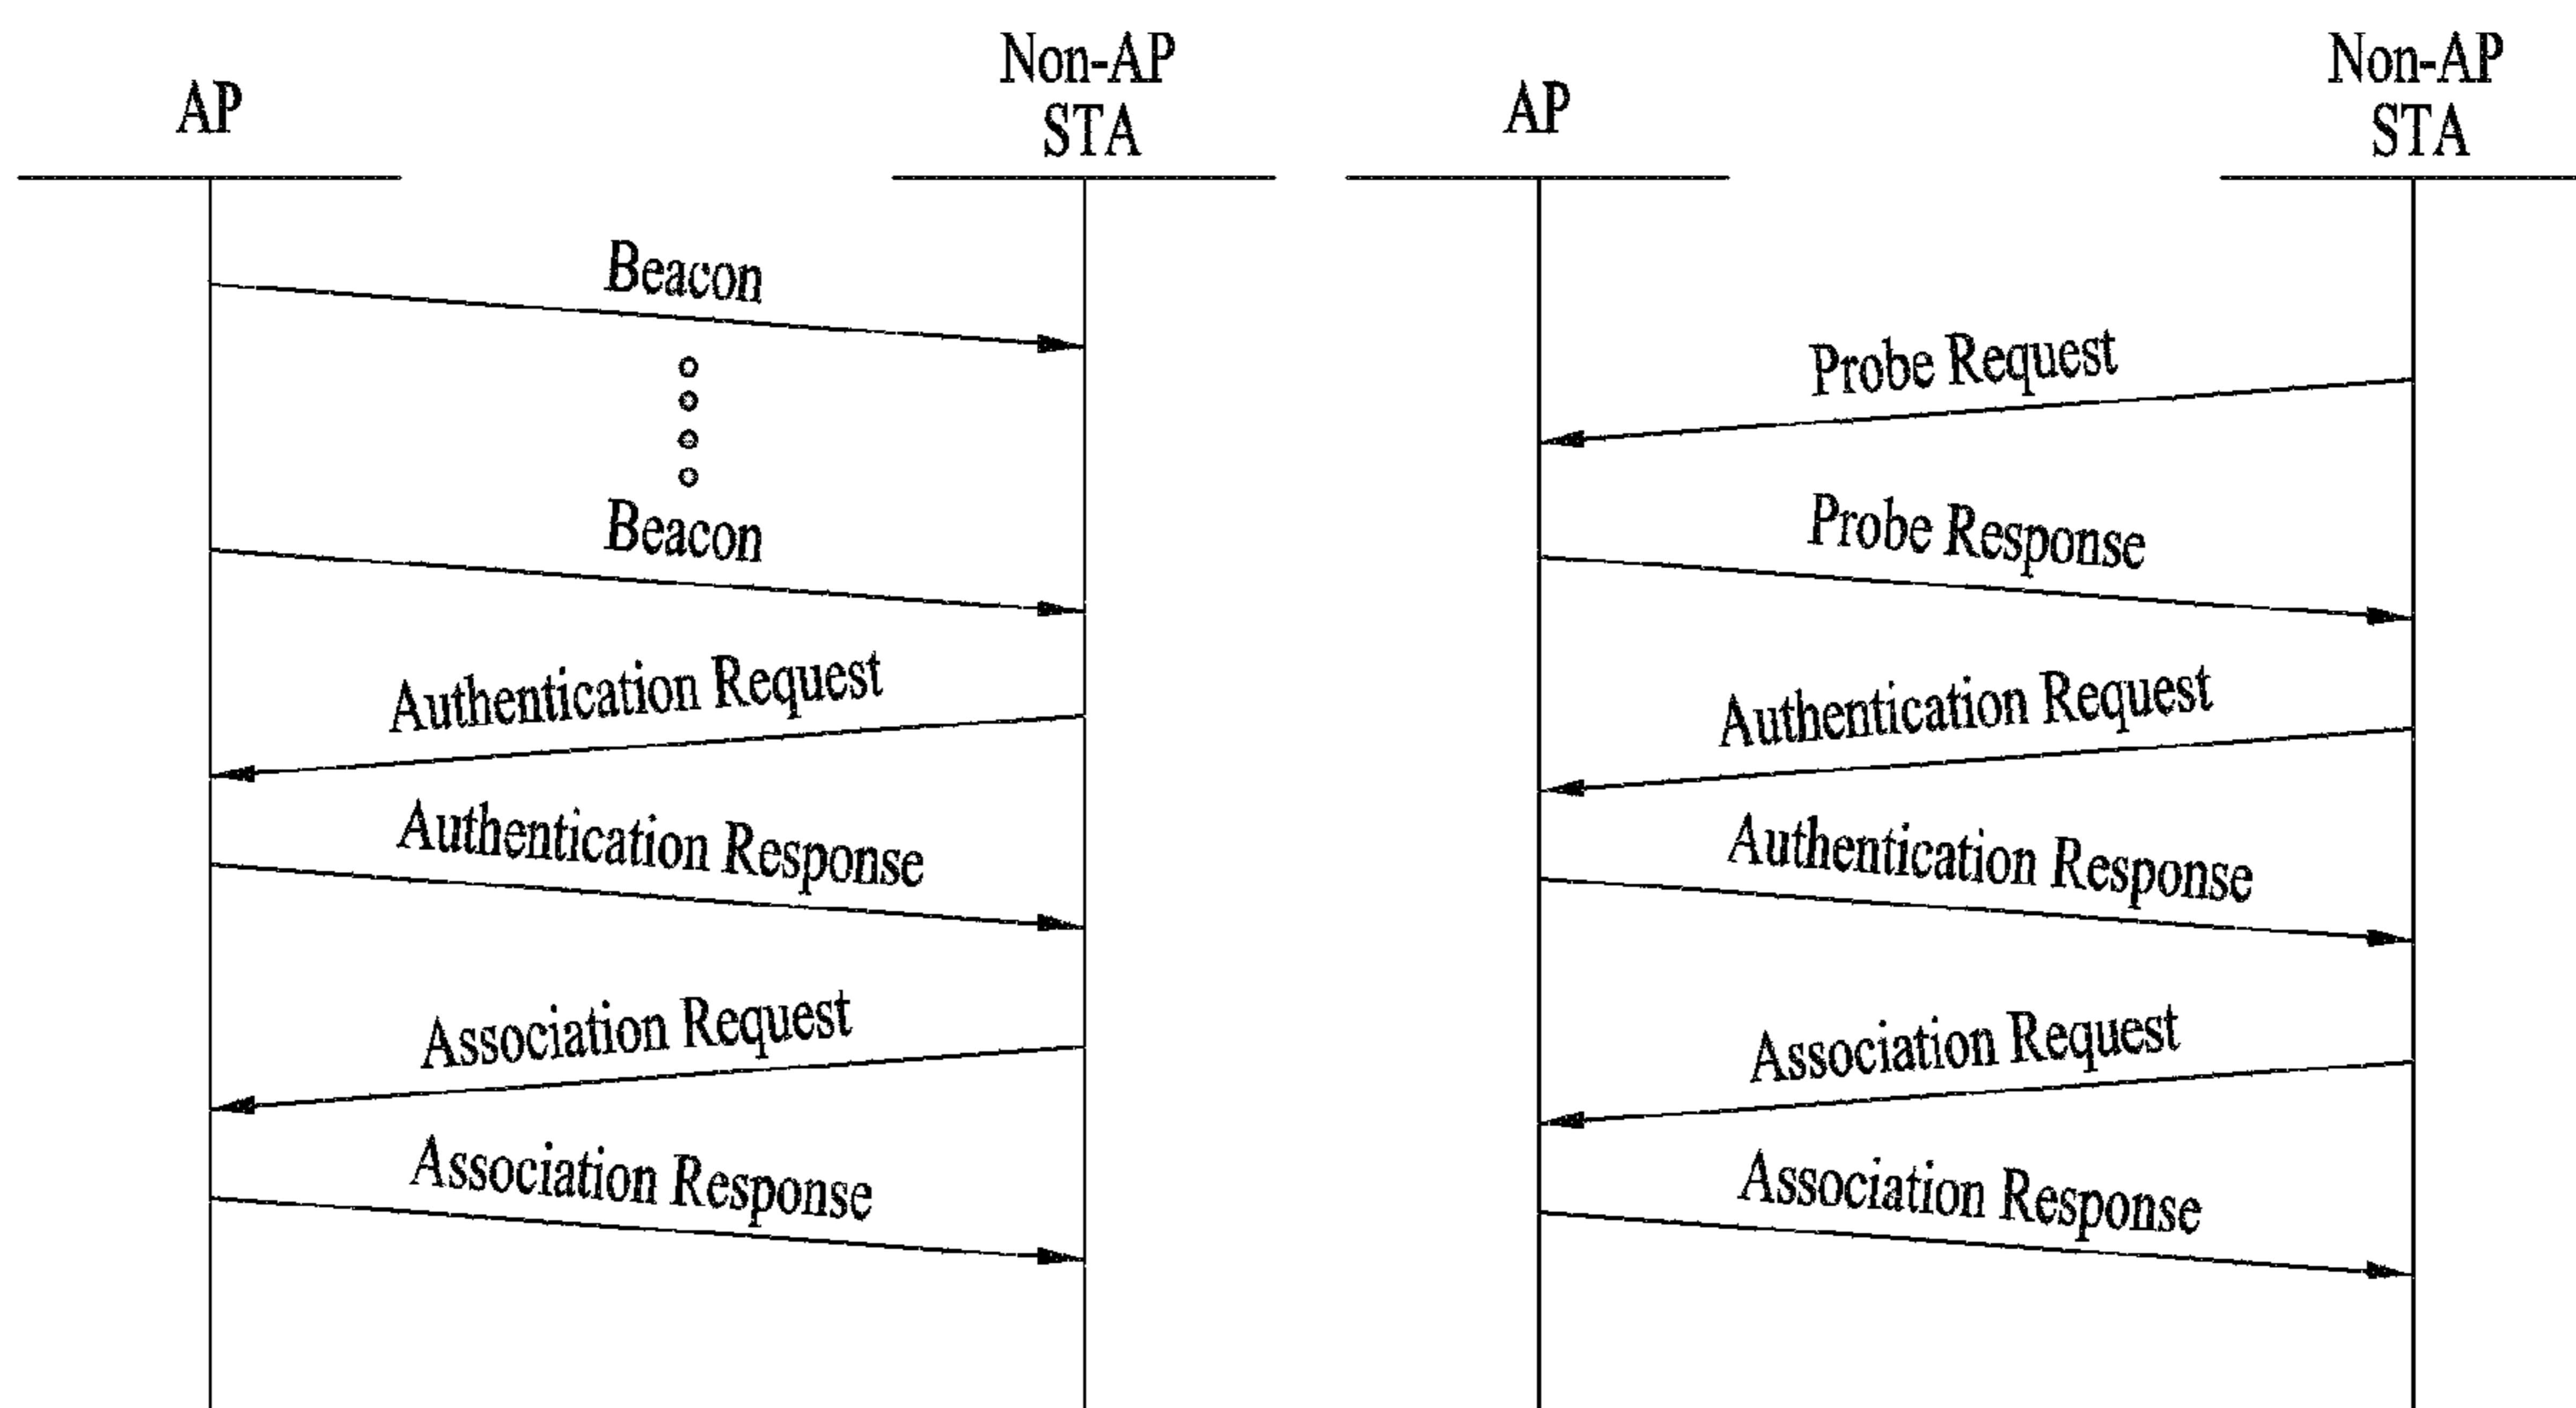 AP
Non-AP
STA
Beacon
Beacon
Authentication Request
Authentication Response
Association Request
Association Response
AP
Non-AP
STA
Probe Request
Probe Response
Authentication Request
Authentication Response
Association Request
Association Response